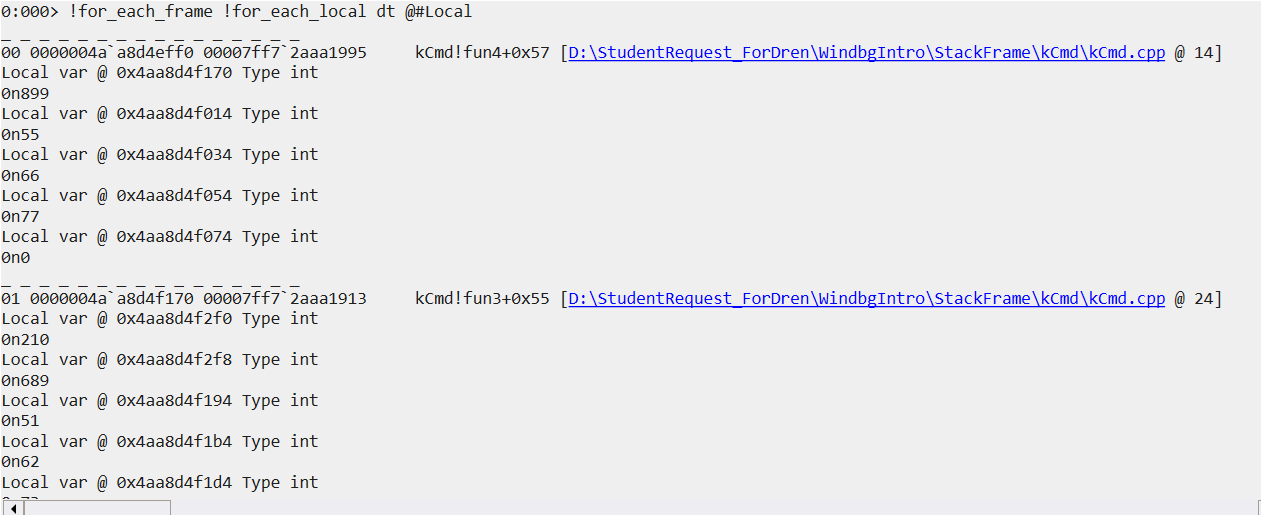 0:000> !for_each_frame !for_each_local dt @#Local
_ _ _ _ _ _ _ _ _ _ _ _ _ _ _ _
00 0000004a`a8d4eff0 00007ff7`2aaa1995     kCmd!fun4+0x57 [D:\StudentRequest_ForDren\WindbgIntro\StackFrame\kCmd\kCmd.cpp @ 14]
Local var @ 0x4aa8d4f170 Type int
0n899
Local var @ 0x4aa8d4f014 Type int
0n55
Local var @ 0x4aa8d4f034 Type int
0n66
Local var @ 0x4aa8d4f054 Type int
0n77
Local var @ 0x4aa8d4f074 Type int
0n0
_ _ _ _ _ _ _ _ _ _ _ _ _ _ _ _
01 0000004a`a8d4f170 00007ff7`2aaa1913     kCmd!fun3+0x55 [D:\StudentRequest_ForDren\WindbgIntro\StackFrame\kCmd\kCmd.cpp @ 24]
Local var @ 0x4aa8d4f2f0 Type int
0n210
Local var @ 0x4aa8d4f2f8 Type int
0n689
Local var @ 0x4aa8d4f194 Type int
0n51
Local var @ 0x4aa8d4f1b4 Type int
0n62
Local var @ 0x4aa8d4f1d4 Type int